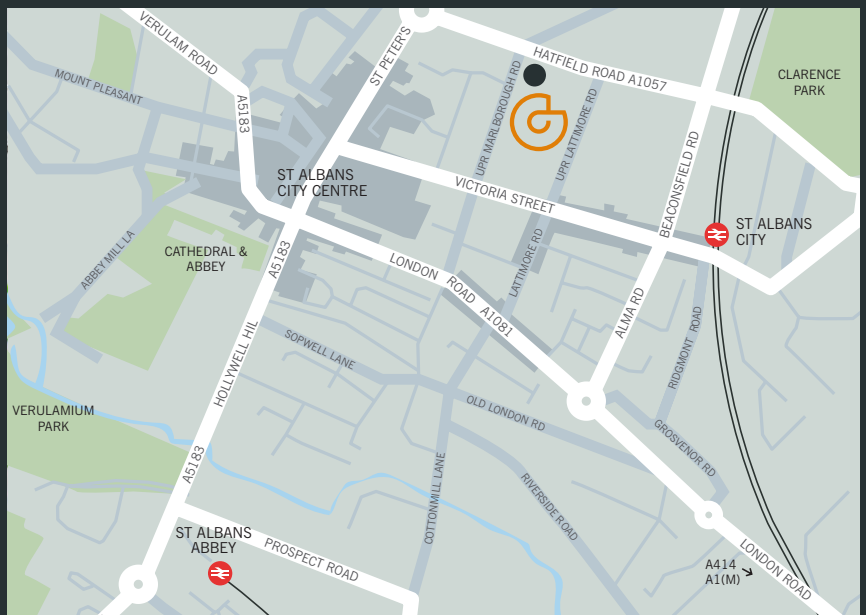 VERULAM ROAD
ST PETER'S
HATFIELD ROAD A1057
CLARENCE
PARK
MOUNT PLEASANT
A5183
UPR MARLBOROUGH RD
UPR LATTIMORE RD
BEACONSFIELD RD
ST ALBANS
CITY CENTRE
VICTORIA STREET
ST ALBANS
CITY
CATHEDRAL &
ABBEY
ABBEY MILL LA
A5183
LONDON ROAD A1081
LATTIMORE RD
ALMA RD
RIDGMONT ROAD
HOLLYWELL HIL
SOPWELL LANE
OLD LONDON RD
VERULAMIUM
PARK
GROSVENOR RD
A5183
COTTONMILL LANE
RIVERSIDE ROAD
ST ALBANS
ABBEY
PROSPECT ROAD
A414
A1(M)
LONDON ROAD